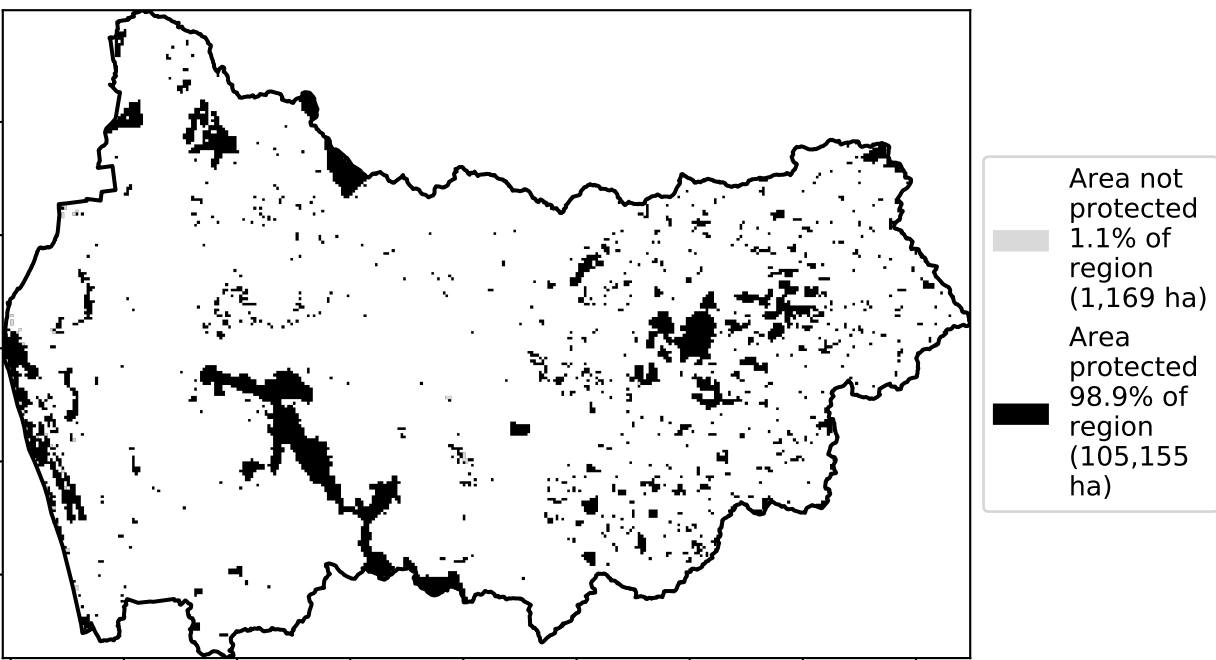 Area not
protected
1.1% of
region
(1,169 ha)
Area
protected
98.9% of
region
(105,155
ha)